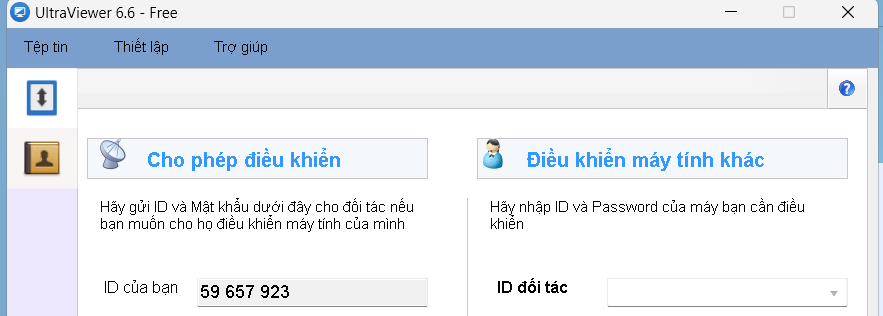 UltraViewer 6.6 - Free
Tệp tin Thiết lập Trợ giúp
Cho phép điều khiển
Hãy gửi ID và Mật khẩu dưới đây cho đối tác nếu
bạn muốn cho họ điều khiển máy tính của mình
ID của bạn 59 657 923
Điều khiển máy tính khác
Hãy nhập ID và Password của máy bạn cần điều
khiển
ID đối tác